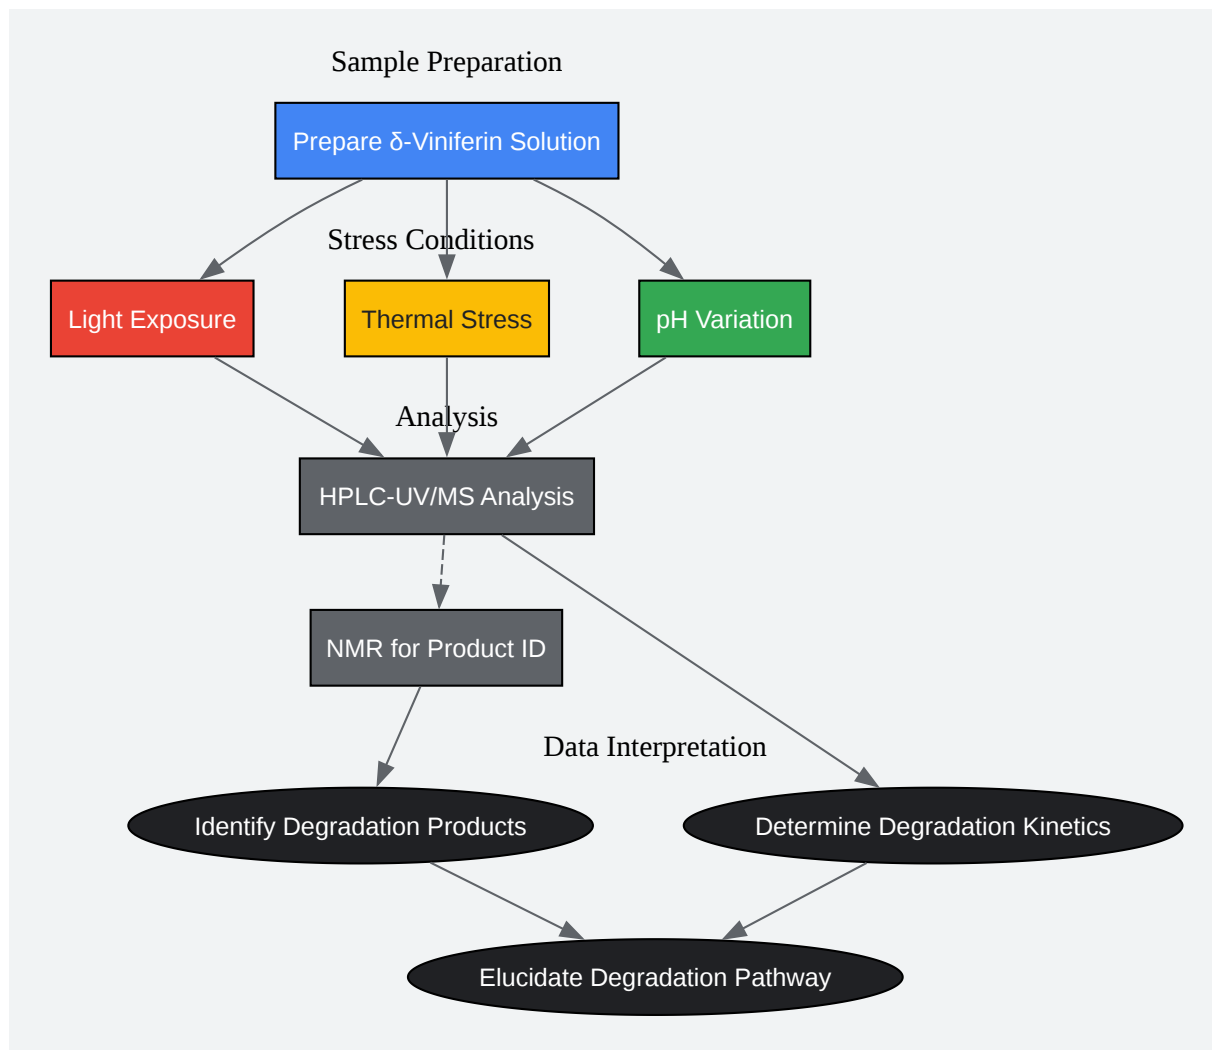 Sample Preparation
Prepare δ-Viniferin Solution
Stress Conditions
Light Exposure
Thermal Stress
pH Variation
Analysis
HPLC-UV/MS Analysis
NMR for Product ID
Data Interpretation
Identify Degradation Products
Determine Degradation Kinetics
Elucidate Degradation Pathway